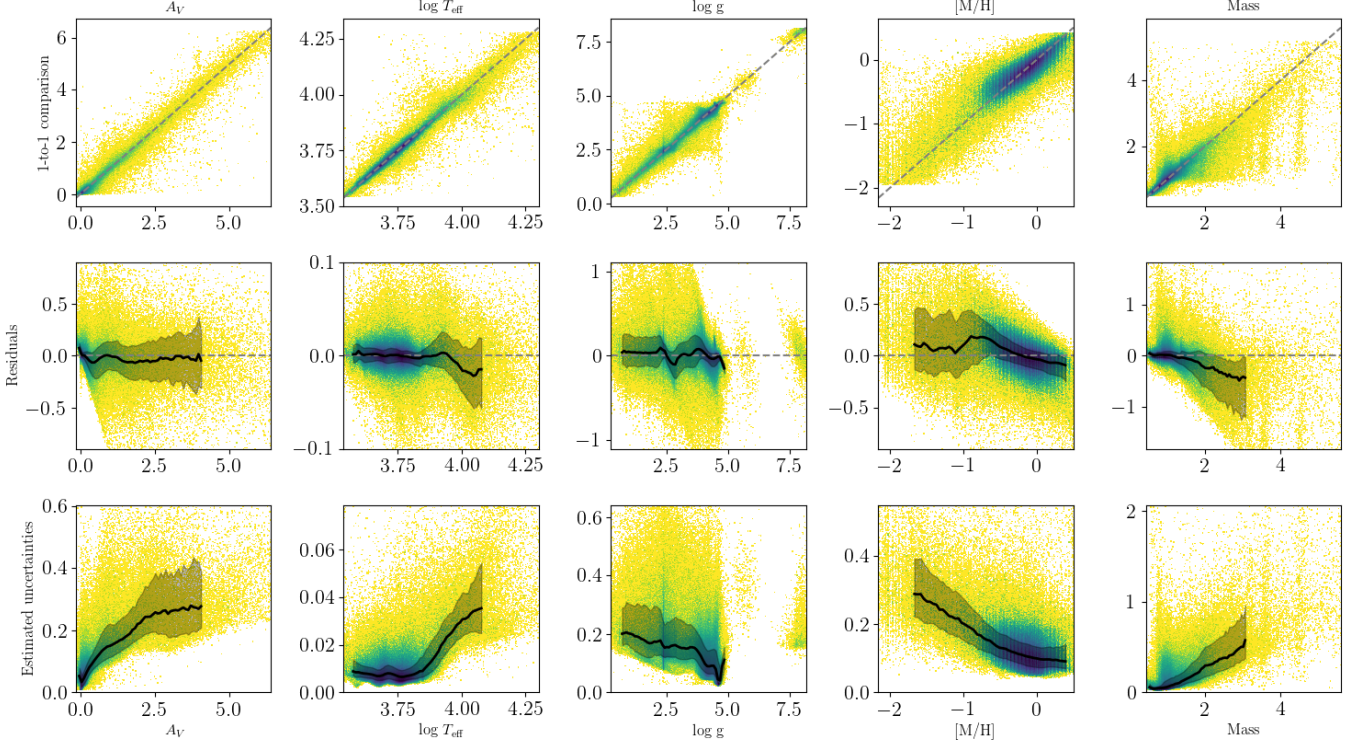 A_V log T_eff log g [M/H] Mass
1-to-1 comparison
6 4 2 0
0.0 2.5 5.0
4.25 4.00 3.75 3.50
3.75 4.00 4.25
7.5 5.0 2.5 0.0
2.5 5.0 7.5
0 −1 −2
−2 −1 0
4 2
2 4
Residuals
0.5 0.0 −0.5
0.0 2.5 5.0
0.1 0.0 −0.1
3.75 4.00 4.25
1 0 −1
2.5 5.0 7.5
0.5 0.0 −0.5
−2 −1 0
1 0 −1
2 4
Estimated uncertainties
0.6 0.4 0.2 0.0
0.0 2.5 5.0
0.06 0.04 0.02 0.00
3.75 4.00 4.25
0.6 0.4 0.2 0.0
2.5 5.0 7.5
0.4 0.2 0.0
−2 −1 0
2 1 0
2 4
A_V log T_eff log g [M/H] Mass